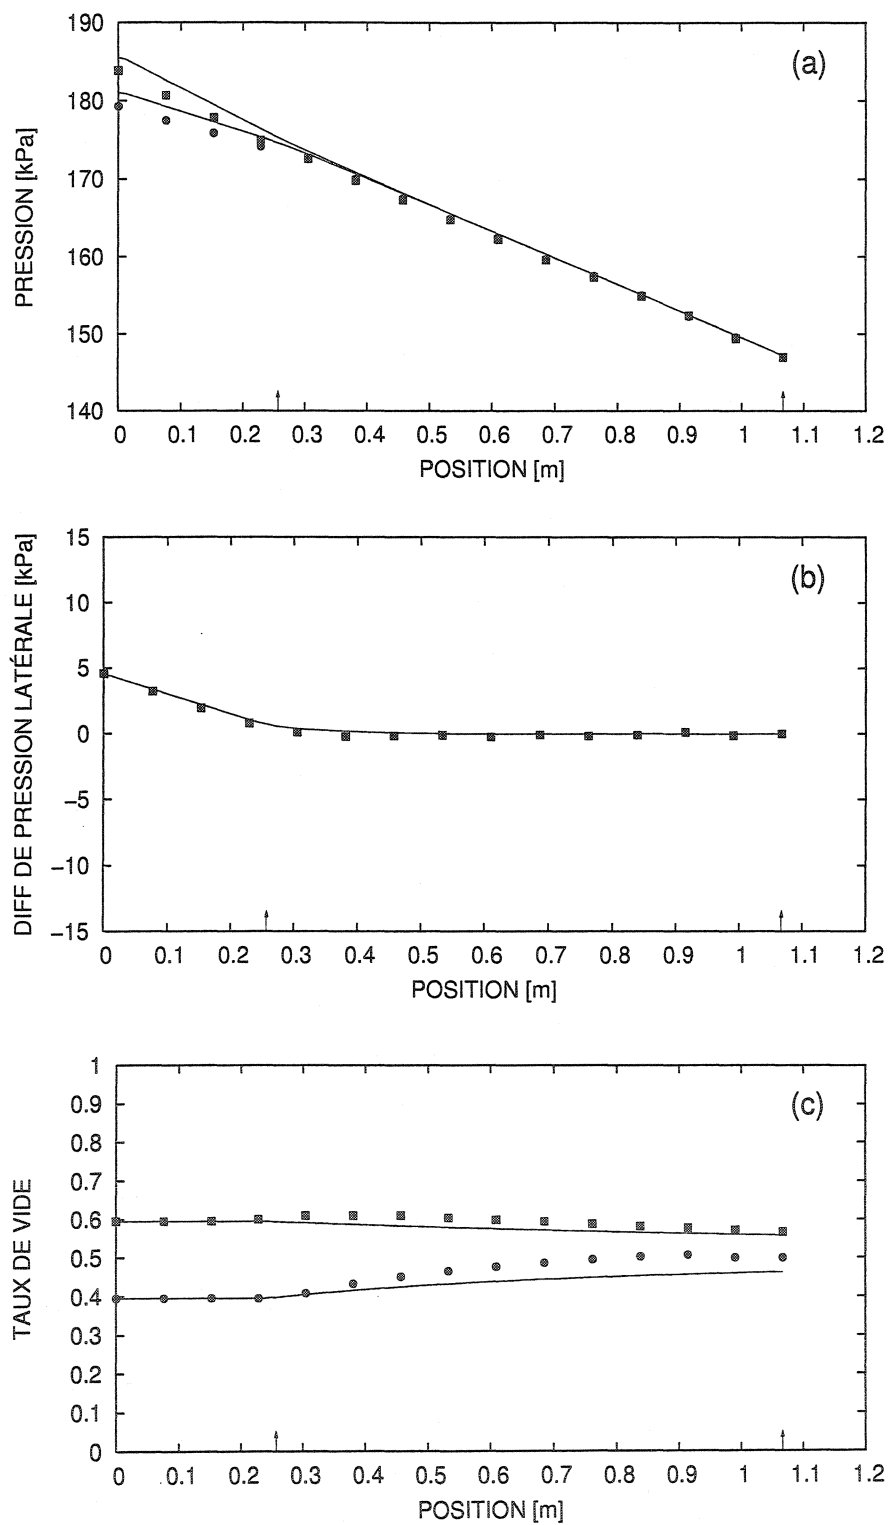 190
180
170
160
150
140
PRESSION [kPa]
(a)
0 0.1 0.2 0.3 0.4 0.5 0.6 0.7 0.8 0.9 1 1.1 1.2
POSITION [m]
15
10
5
0
−5
−10
−15
DIFF DE PRESSION LATÉRALE [kPa]
(b)
0 0.1 0.2 0.3 0.4 0.5 0.6 0.7 0.8 0.9 1 1.1 1.2
POSITION [m]
1
0.9
0.8
0.7
0.6
0.5
0.4
0.3
0.2
0.1
0
TAUX DE VIDE
(c)
0 0.1 0.2 0.3 0.4 0.5 0.6 0.7 0.8 0.9 1 1.1 1.2
POSITION [m]